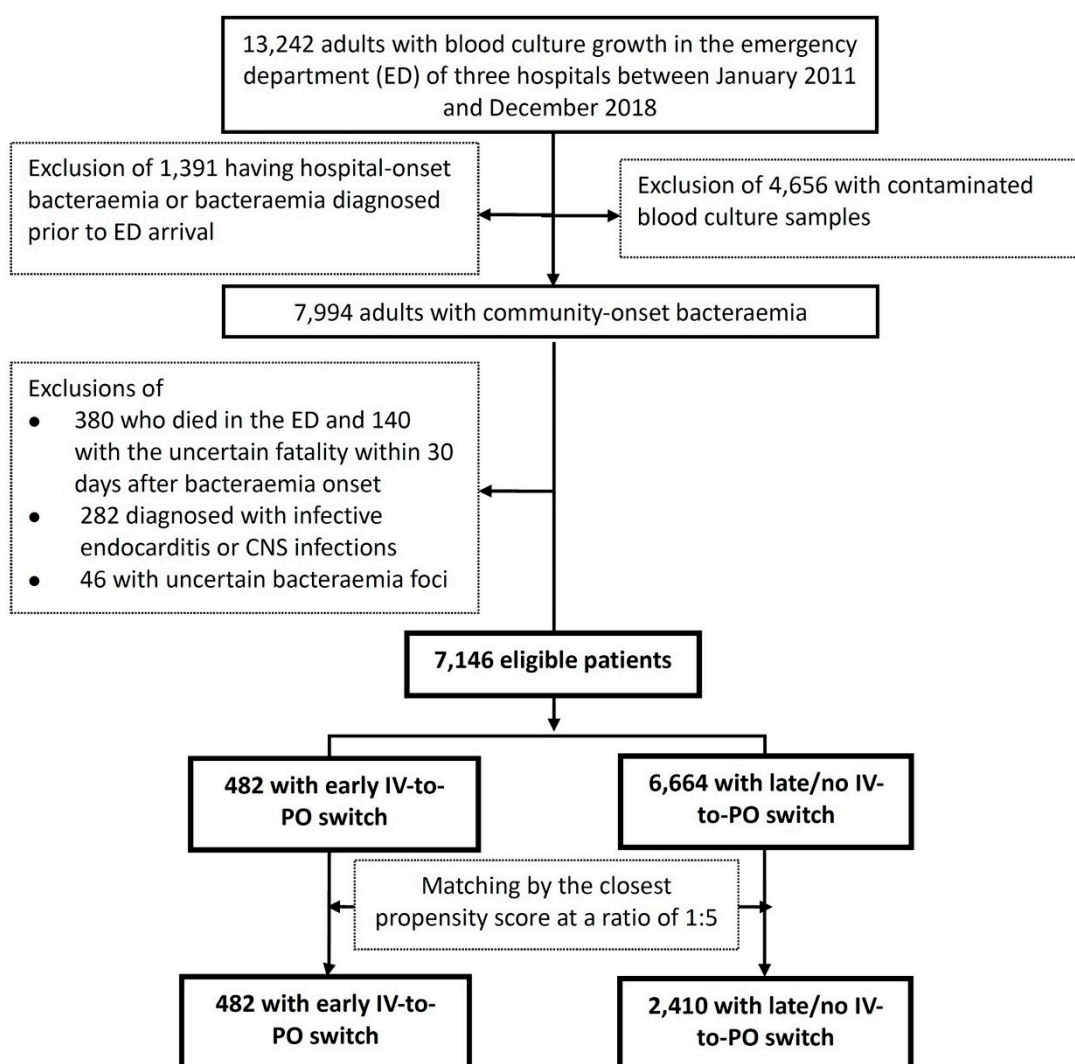 13,242 adults with blood culture growth in the emergency
department (ED) of three hospitals between January 2011
and December 2018
Exclusion of 1,391 having hospital-onset
bacteraemia or bacteraemia diagnosed
prior to ED arrival
Exclusion of 4,656 with contaminated
blood culture samples
7,994 adults with community-onset bacteraemia
Exclusions of
● 380 who died in the ED and 140
with the uncertain fatality within 30
days after bacteraemia onset
● 282 diagnosed with infective
endocarditis or CNS infections
● 46 with uncertain bacteraemia foci
7,146 eligible patients
482 with early IV-to-
PO switch
6,664 with late/no IV-
to-PO switch
Matching by the closest
propensity score at a ratio of 1:5
482 with early IV-to-
PO switch
2,410 with late/no IV-
to-PO switch